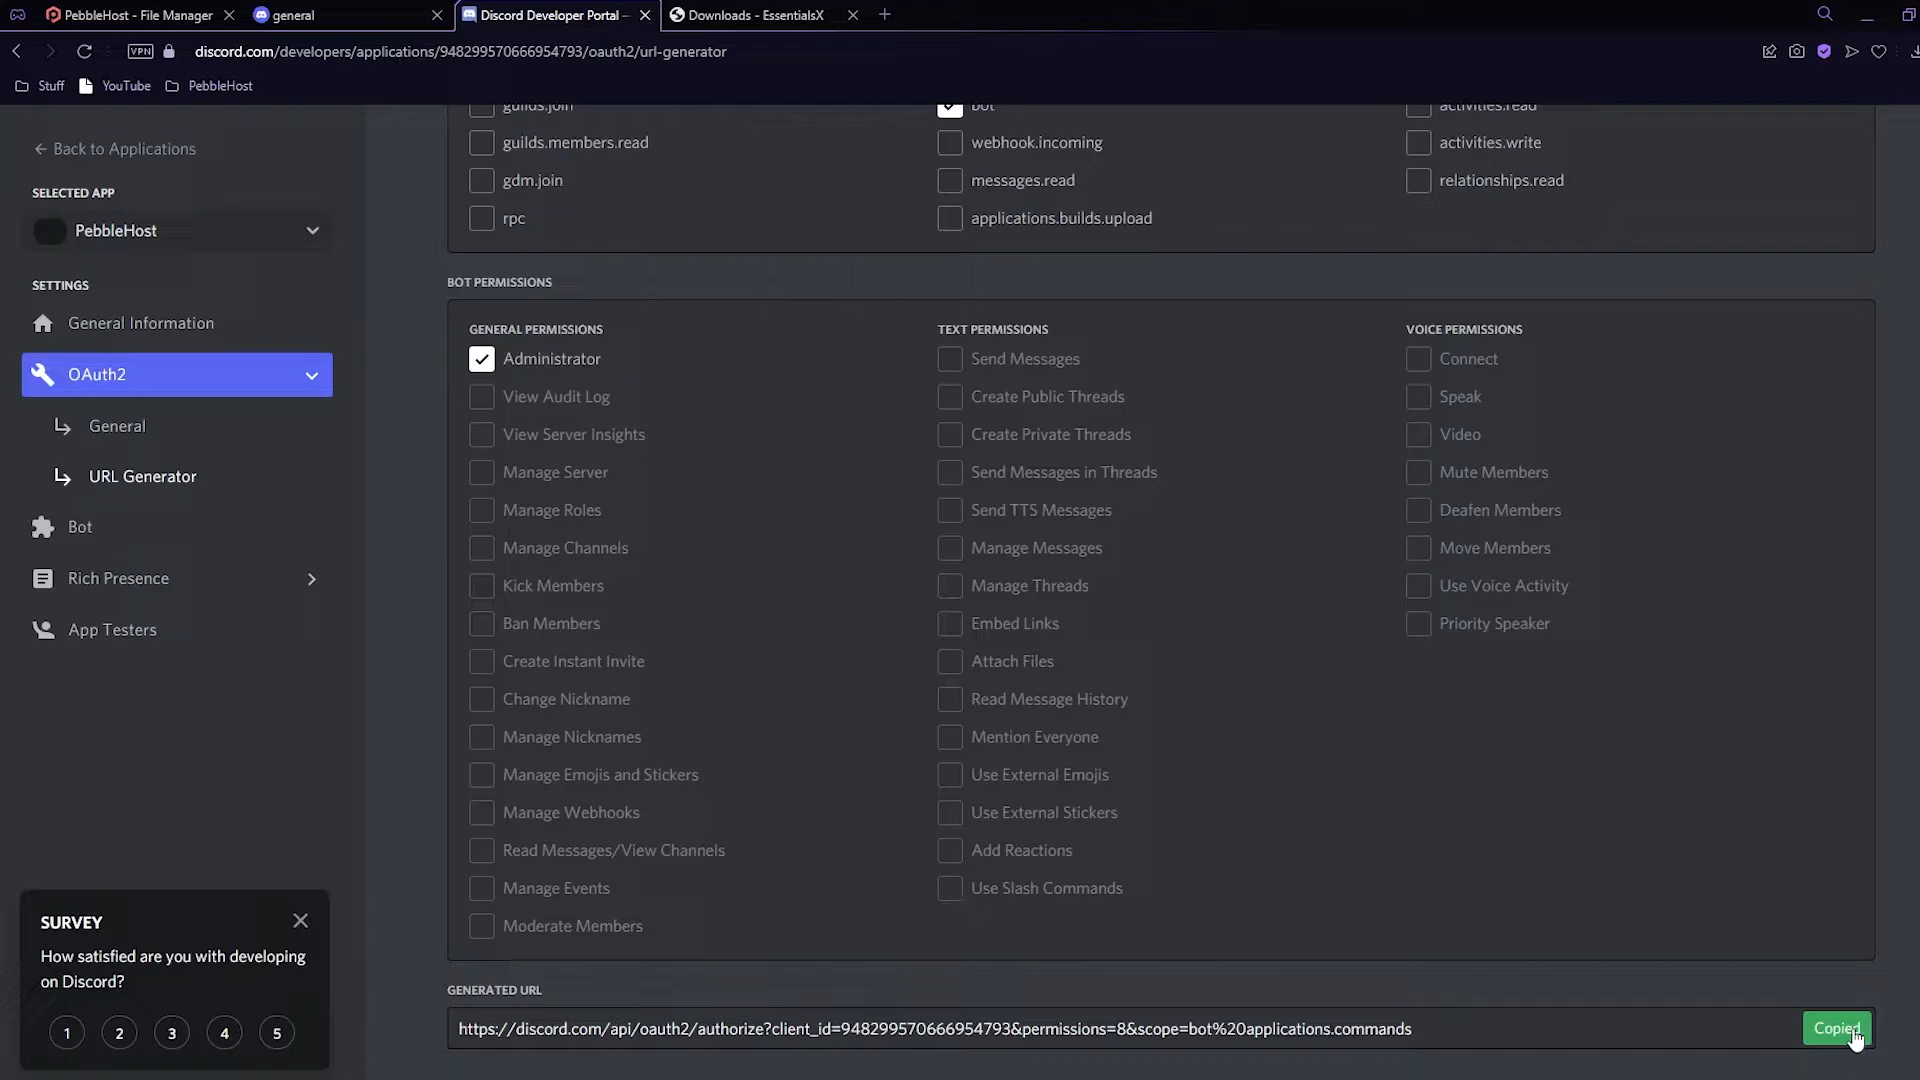 PebbleHost - File Manager
general
Discord Developer Portal —
Downloads - EssentialsX
VPN
discord.com/developers/applications/948299570666954793/oauth2/url-generator
Stuff
YouTube
PebbleHost
guilds.join
bot
activities.read
← Back to Applications
guilds.members.read
webhook.incoming
activities.write
SELECTED APP
gdm.join
messages.read
relationships.read
PebbleHost
rpc
applications.builds.upload
SETTINGS
BOT PERMISSIONS
General Information
GENERAL PERMISSIONS
TEXT PERMISSIONS
VOICE PERMISSIONS
OAuth2
Administrator
Send Messages
Connect
View Audit Log
Create Public Threads
Speak
General
View Server Insights
Create Private Threads
Video
URL Generator
Manage Server
Send Messages in Threads
Mute Members
Bot
Manage Roles
Send TTS Messages
Deafen Members
Manage Channels
Manage Messages
Move Members
Rich Presence
Kick Members
Manage Threads
Use Voice Activity
App Testers
Ban Members
Embed Links
Priority Speaker
Create Instant Invite
Attach Files
Change Nickname
Read Message History
Manage Nicknames
Mention Everyone
Manage Emojis and Stickers
Use External Emojis
Manage Webhooks
Use External Stickers
Read Messages/View Channels
Add Reactions
Manage Events
Use Slash Commands
Moderate Members
SURVEY
How satisfied are you with developing
on Discord?
1 2 3 4 5
GENERATED URL
https://discord.com/api/oauth2/authorize?client_id=948299570666954793&permissions=8&scope=bot%20applications.commands
Copied